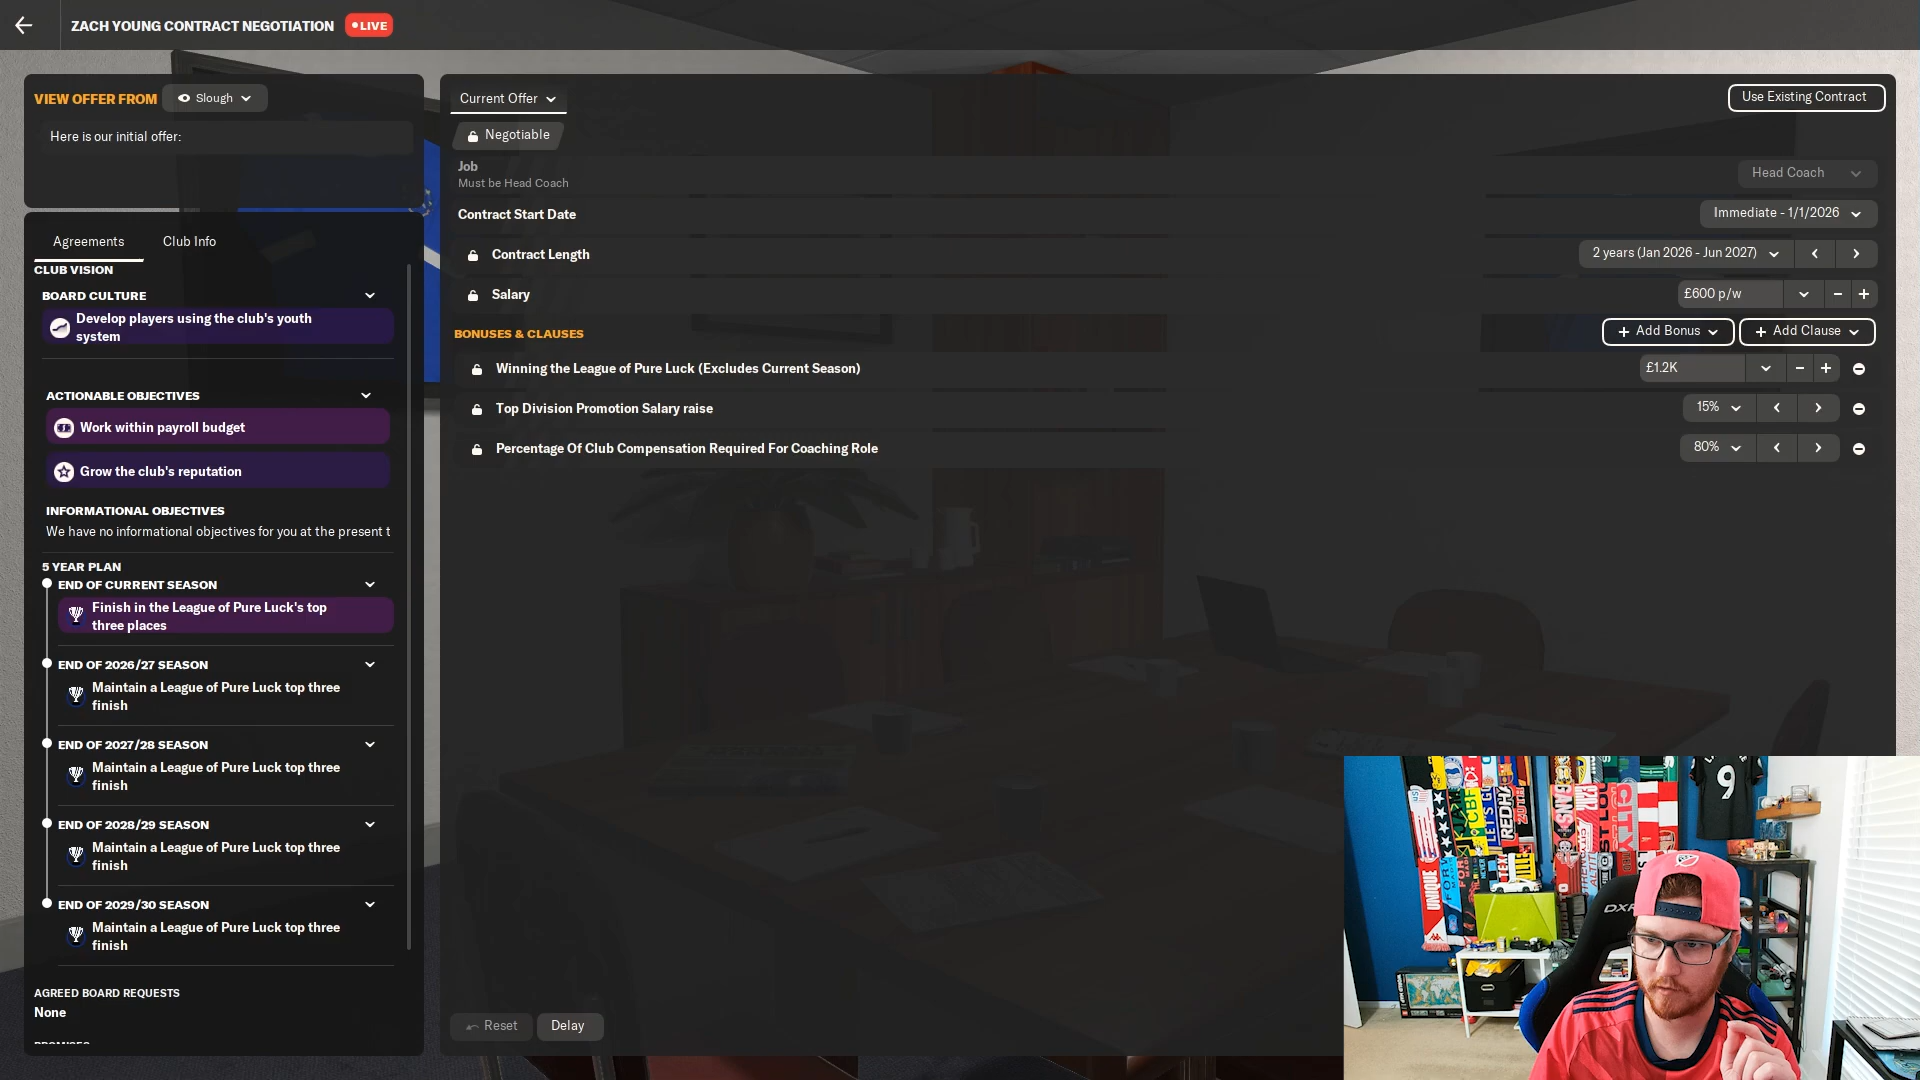 ZACH YOUNG CONTRACT NEGOTIATION
LIVE
VIEW OFFER FROM
Slough
Here is our initial offer:
Agreements
Club Info
CLUB VISION
BOARD CULTURE
Develop players using the club's youth
system
ACTIONABLE OBJECTIVES
Work within payroll budget
Grow the club's reputation
INFORMATIONAL OBJECTIVES
We have no informational objectives for you at the present t
5 YEAR PLAN
END OF CURRENT SEASON
Finish in the League of Pure Luck's top
three places
END OF 2026/27 SEASON
Maintain a League of Pure Luck top three
finish
END OF 2027/28 SEASON
Maintain a League of Pure Luck top three
finish
END OF 2028/29 SEASON
Maintain a League of Pure Luck top three
finish
END OF 2029/30 SEASON
Maintain a League of Pure Luck top three
finish
AGREED BOARD REQUESTS
None
Current Offer
Use Existing Contract
Negotiable
Job
Must be Head Coach
Head Coach
Contract Start Date
Immediate - 1/1/2026
Contract Length
2 years (Jan 2026 - Jun 2027)
Salary
£600 p/w
BONUSES & CLAUSES
Add Bonus
Add Clause
Winning the League of Pure Luck (Excludes Current Season)
£1.2K
Top Division Promotion Salary raise
15%
Percentage Of Club Compensation Required For Coaching Role
80%
Reset
Delay
9
UNIQUE
CITY